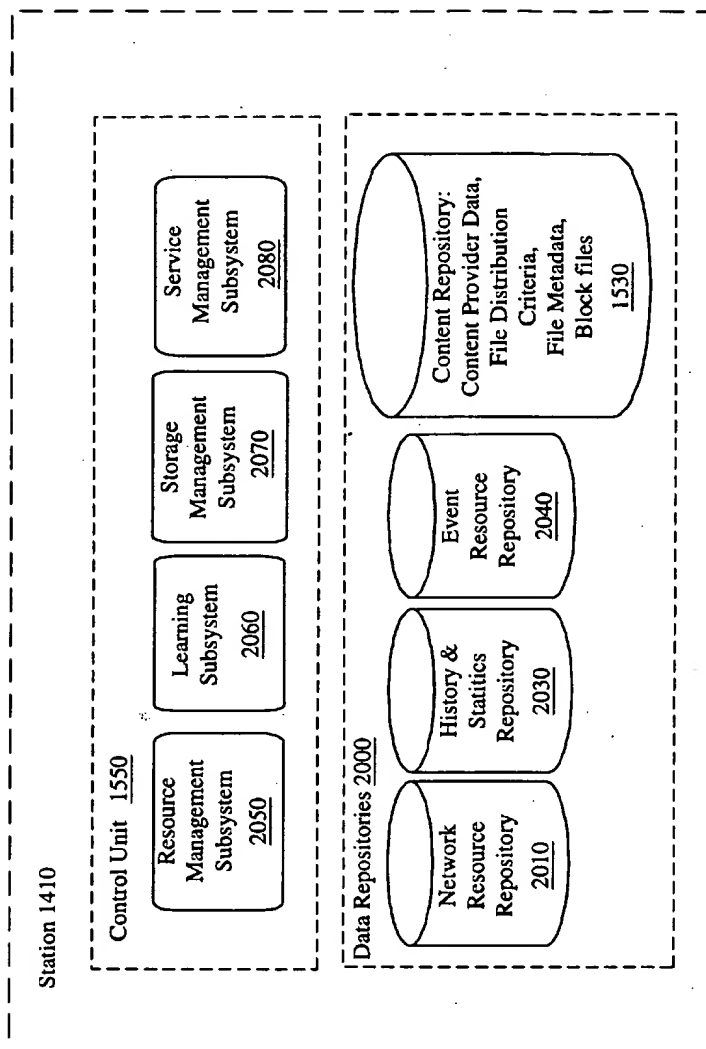 Station 1410
Control Unit 1550
Resource
Management
Subsystem
2050
Learning
Subsystem
2060
Storage
Management
Subsystem
2070
Service
Management
Subsystem
2080
Data Repositories 2000
Network
Resource
Repository
2010
History &
Statitics
Repository
2030
Event
Resource
Repository
2040
Content Repository:
Content Provider Data,
File Distribution
Criteria,
File Metadata,
Block files
1530